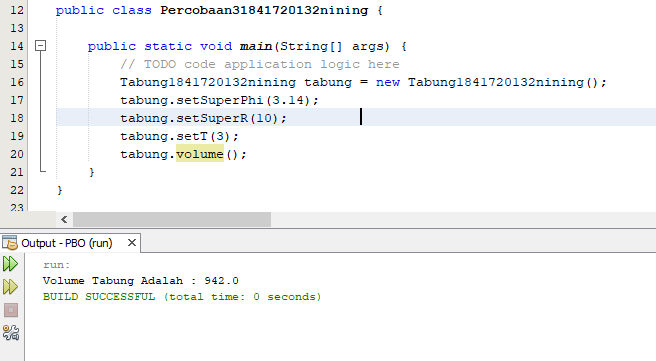 12 public class Percobaan31841720132nining {
13
14 public static void main(String[] args) {
15 // TODO code application logic here
16 Tabung1841720132nining tabung = new Tabung1841720132nining();
17 tabung.setSuperPhi(3.14);
18 tabung.setSuperR(10);
19 tabung.setT(3);
20 tabung.volume();
21 }
22 }
23
Output - PBO (run) ×
run:
Volume Tabung Adalah : 942.0
BUILD SUCCESSFUL (total time: 0 seconds)